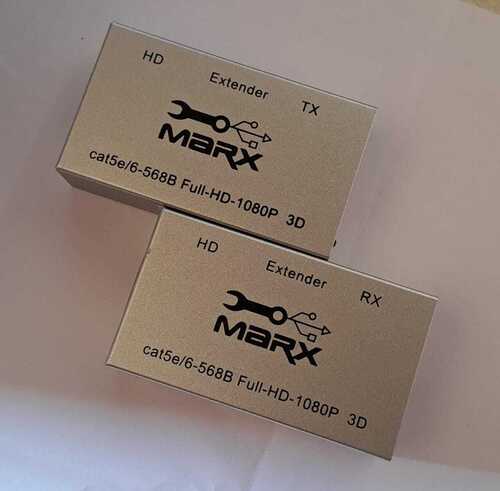 HD Extender TX
MARX
cat5e/6-568B Full-HD-1080P 3D
HD Extender RX
MARX
cat5e/6-568B Full-HD-1080P 3D